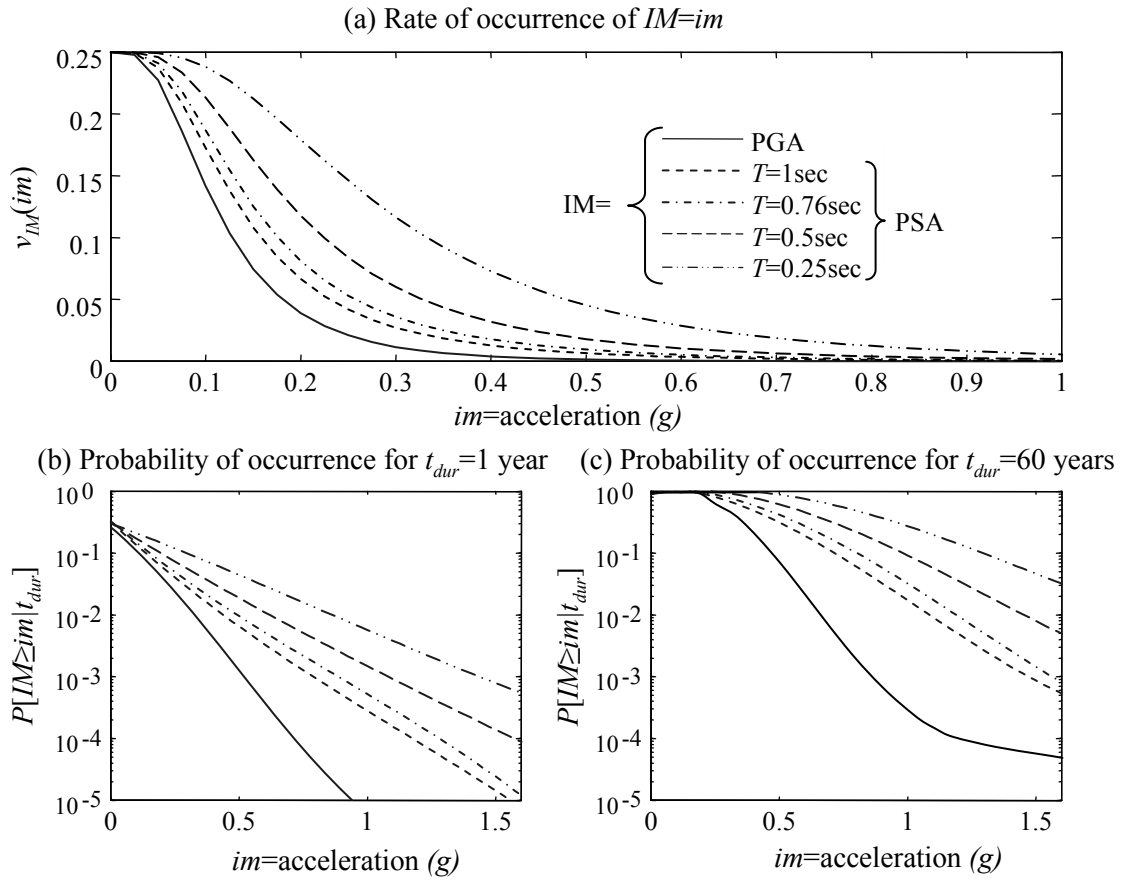 (a) Rate of occurrence of IM=im
0.25
0.2
0.15
0.1
0.05
0
v_IM(im)
PGA
T=1sec
T=0.76sec
T=0.5sec
T=0.25sec
IM=
PSA
0 0.1 0.2 0.3 0.4 0.5 0.6 0.7 0.8 0.9 1
im=acceleration (g)
(b) Probability of occurrence for t_dur=1 year
10^0
10^-1
10^-2
10^-3
10^-4
10^-5
P[IM≥im|t_dur]
0 0.5 1 1.5
im=acceleration (g)
(c) Probability of occurrence for t_dur=60 years
10^0
10^-1
10^-2
10^-3
10^-4
10^-5
P[IM≥im|t_dur]
0 0.5 1 1.5
im=acceleration (g)